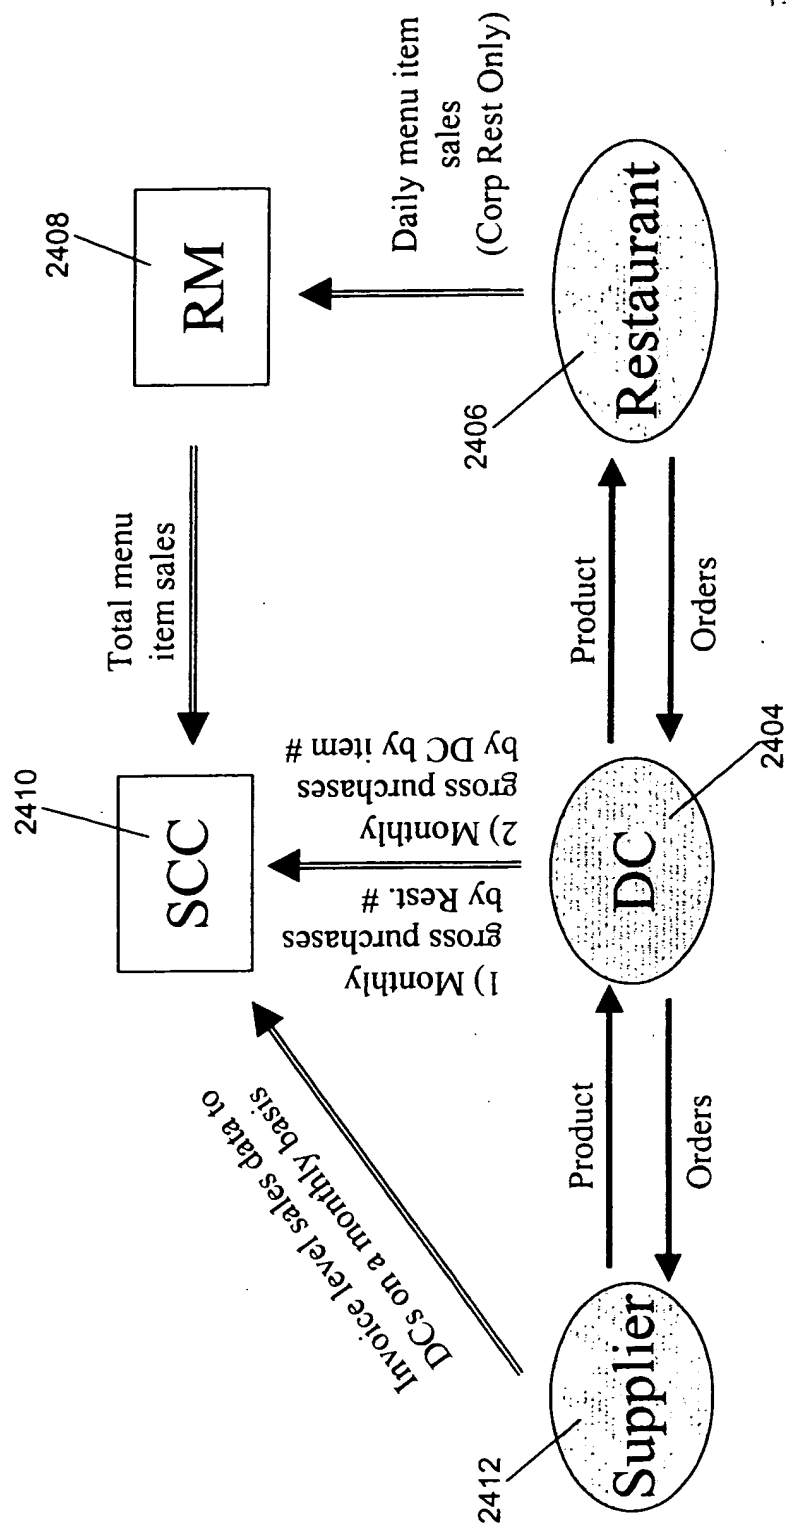 2410
SCC
Total menu
item sales
2408
RM
Invoice level sales data to
DCs on a monthly basis
1) Monthly
gross purchases
by Rest. #
2) Monthly
gross purchases
by DC by item #
Daily menu item
sales
(Corp Rest Only)
2412
Supplier
Product
Orders
DC
2404
Product
Orders
2406
Restaurant